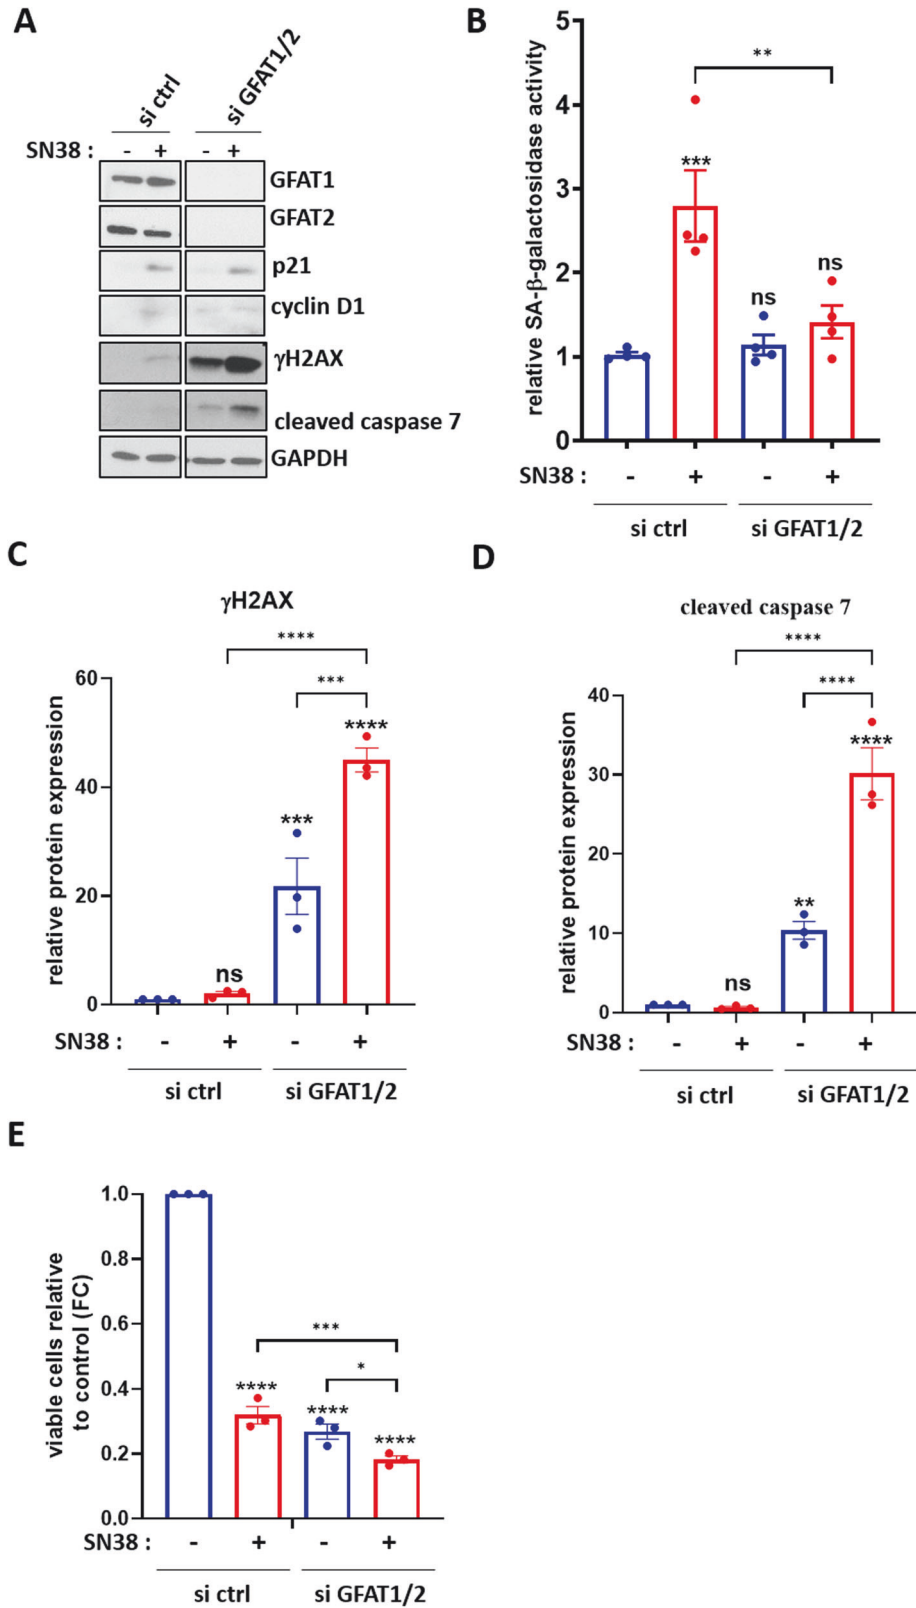 A
si ctrl
si GFAT1/2
SN38 : - + - +
GFAT1
GFAT2
p21
cyclin D1
γH2AX
cleaved caspase 7
GAPDH
B
relative SA-β-galactosidase activity
5
4
3
2
1
0
**
***
ns
ns
SN38 : - + - +
si ctrl
si GFAT1/2
C
γH2AX
relative protein expression
60
40
20
0
****
***
****
***
ns
SN38 : - + - +
si ctrl
si GFAT1/2
D
cleaved caspase 7
relative protein expression
40
30
20
10
0
****
****
****
**
ns
SN38 : - + - +
si ctrl
si GFAT1/2
E
viable cells relative
to control (FC)
1.0
0.8
0.6
0.4
0.2
0.0
***
*
****
****
****
SN38 : - + - +
si ctrl
si GFAT1/2